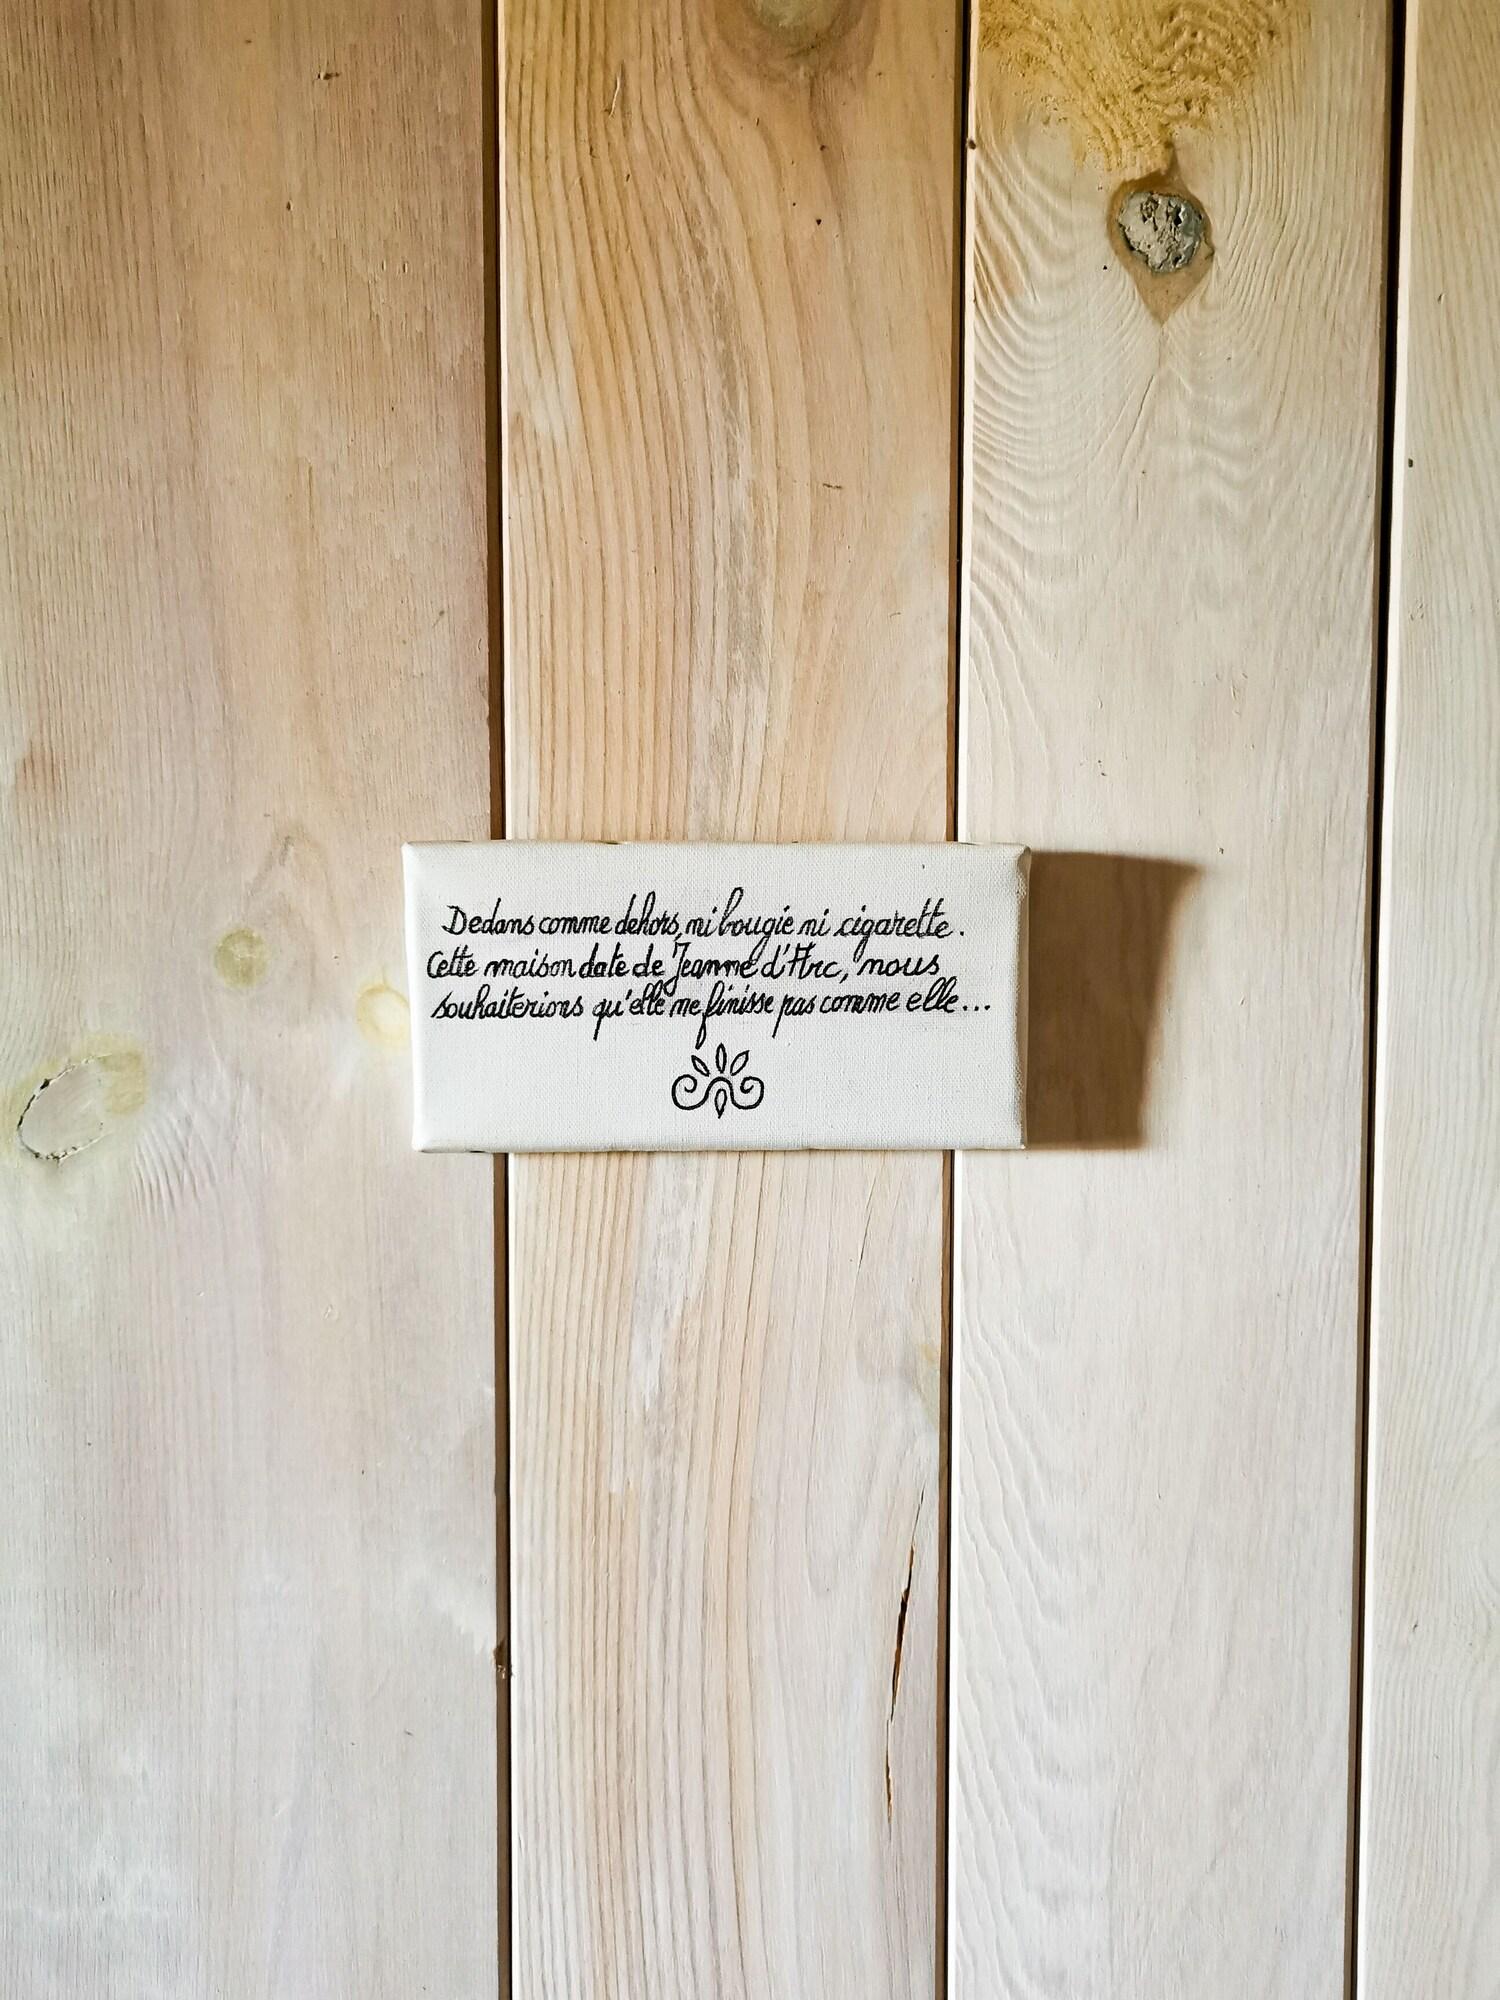 Dedans comme dehors, ni bougie ni cigarette.
Cette maison date de Jeanne d'Arc, nous
souhaiterions qu'elle ne finisse pas comme elle...